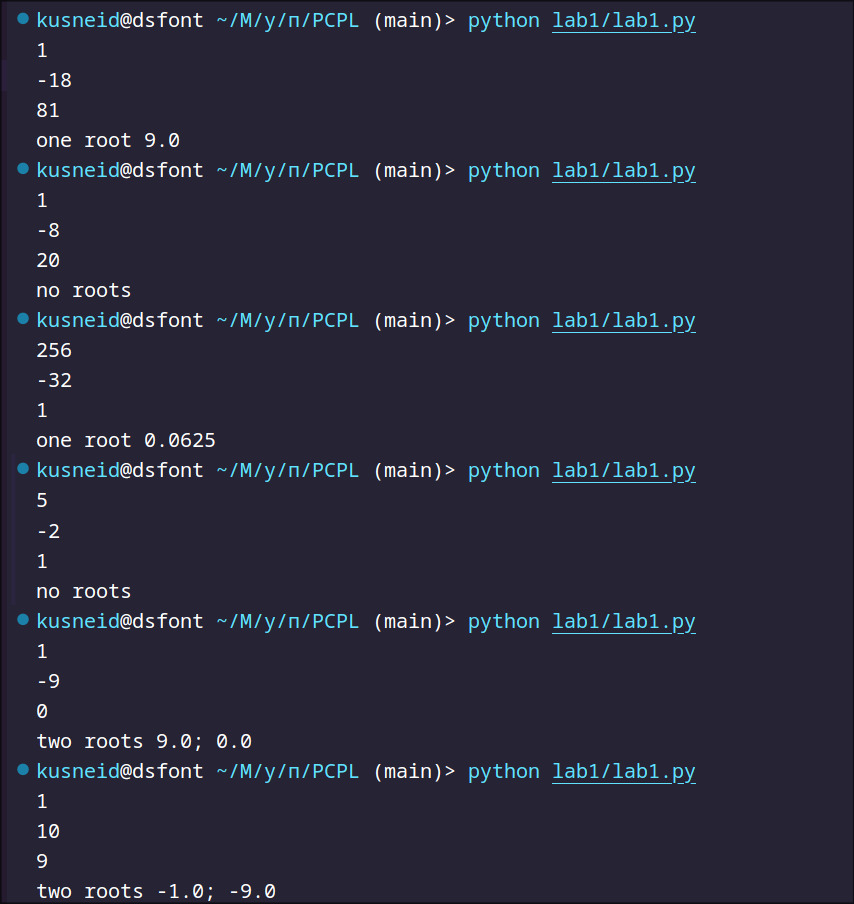 kusneid@dsfont ~/М/у/п/PCPL (main)> python lab1/lab1.py
1
-18
81
one root 9.0
kusneid@dsfont ~/М/у/п/PCPL (main)> python lab1/lab1.py
1
-8
20
no roots
kusneid@dsfont ~/М/у/п/PCPL (main)> python lab1/lab1.py
256
-32
1
one root 0.0625
kusneid@dsfont ~/М/у/п/PCPL (main)> python lab1/lab1.py
5
-2
1
no roots
kusneid@dsfont ~/М/у/п/PCPL (main)> python lab1/lab1.py
1
-9
0
two roots 9.0; 0.0
kusneid@dsfont ~/М/у/п/PCPL (main)> python lab1/lab1.py
1
10
9
two roots -1.0; -9.0